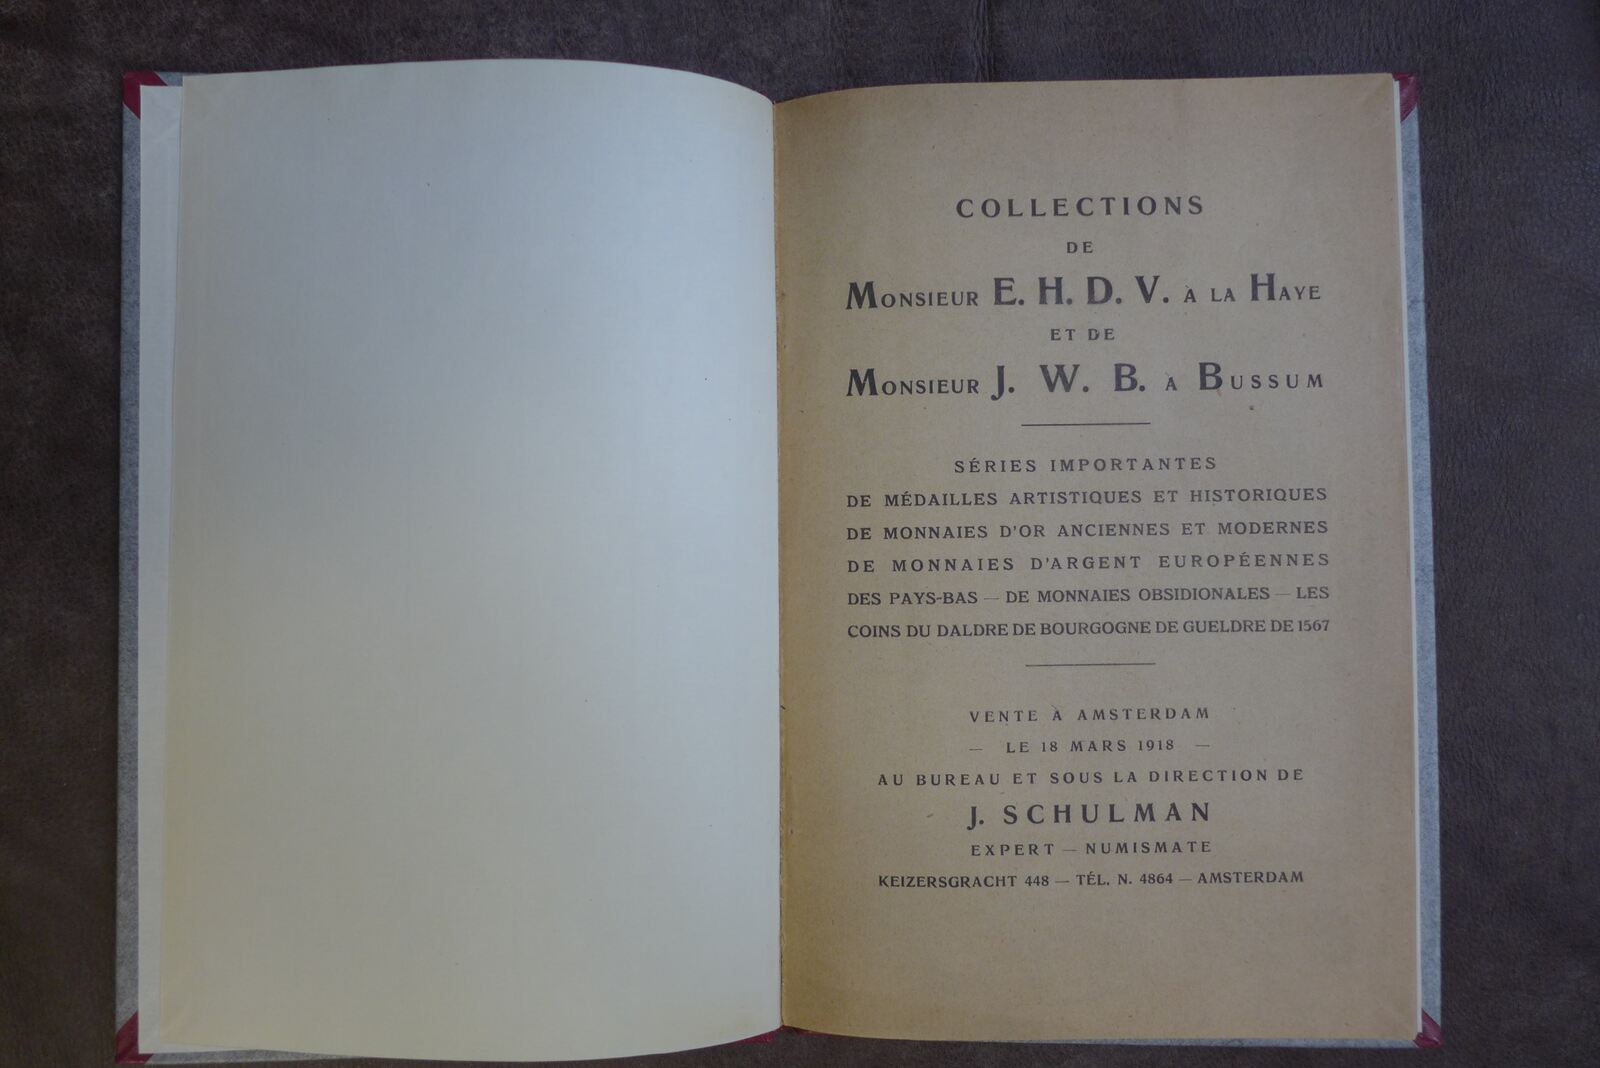 COLLECTIONS
DE
MONSIEUR E. H. D. V. À LA HAYE
ET DE
MONSIEUR J. W. B. À BUSSUM
SÉRIES IMPORTANTES
DE MÉDAILLES ARTISTIQUES ET HISTORIQUES
DE MONNAIES D'OR ANCIENNES ET MODERNES
DE MONNAIES D'ARGENT EUROPÉENNES
DES PAYS-BAS — DE MONNAIES OBSIDIONALES — LES
COINS DU DALDRE DE BOURGOGNE DE GUELDRE DE 1567
VENTE À AMSTERDAM
— LE 18 MARS 1918 —
AU BUREAU ET SOUS LA DIRECTION DE
J. SCHULMAN
EXPERT — NUMISMATE
KEIZERSGRACHT 448 — TÉL. N. 4864 — AMSTERDAM